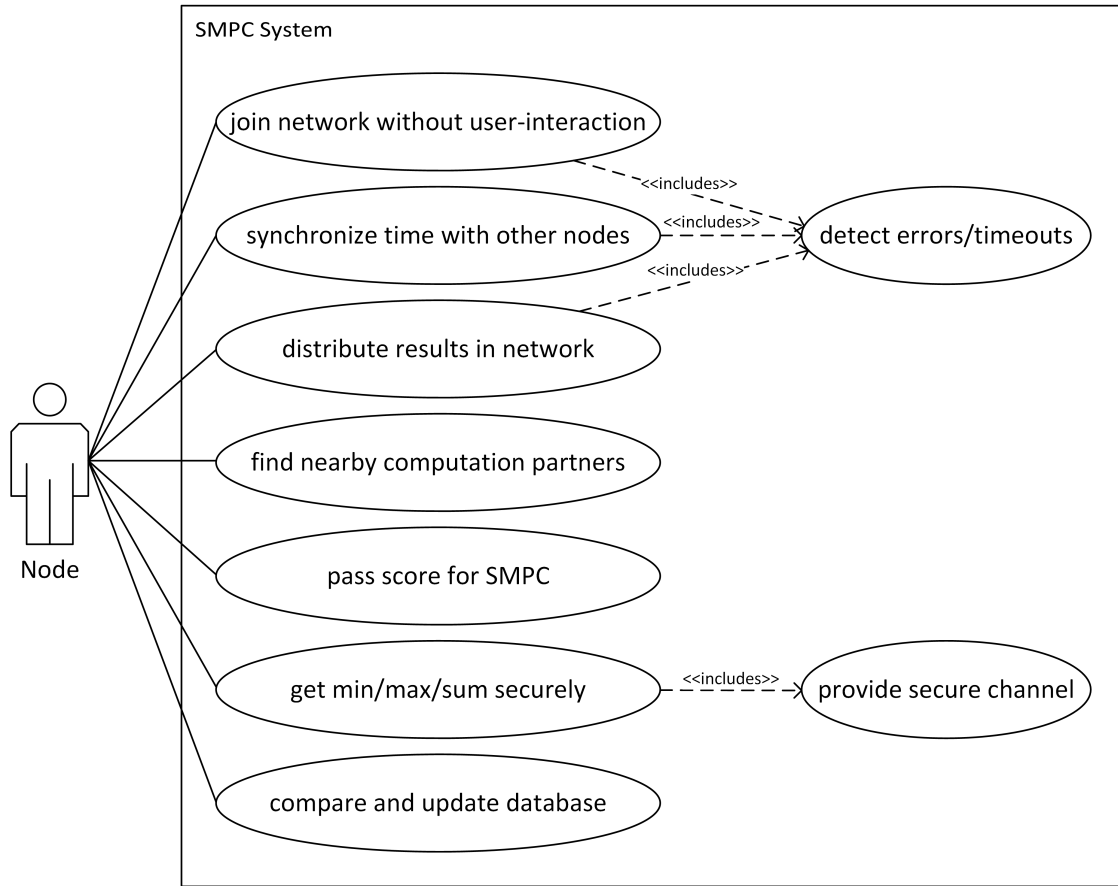 SMPC System
join network without user-interaction
<<includes>>
synchronize time with other nodes
<<includes>>
detect errors/timeouts
<<includes>>
distribute results in network
find nearby computation partners
Node
pass score for SMPC
get min/max/sum securely
<<includes>>
provide secure channel
compare and update database